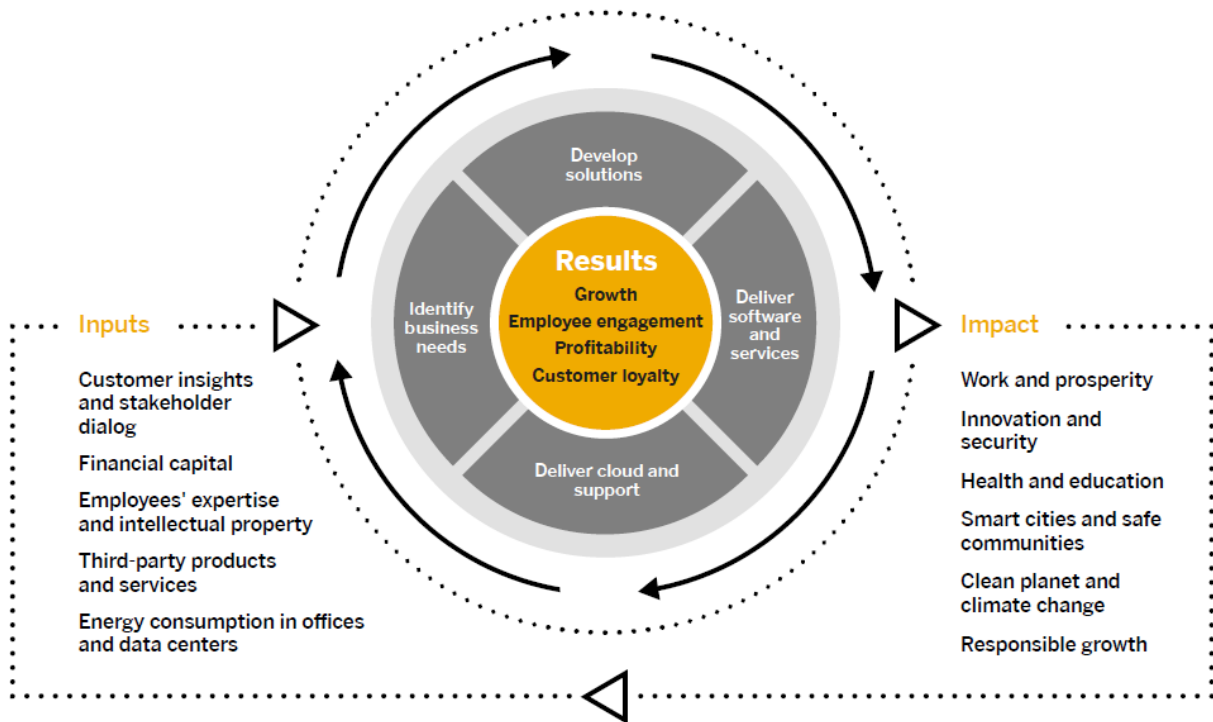 Develop
solutions
Results
Growth
Employee engagement
Profitability
Customer loyalty
Identify
business
needs
Deliver
software
and
services
Deliver cloud and
support
Inputs
Customer insights
and stakeholder
dialog
Financial capital
Employees' expertise
and intellectual property
Third-party products
and services
Energy consumption in offices
and data centers
Impact
Work and prosperity
Innovation and
security
Health and education
Smart cities and safe
communities
Clean planet and
climate change
Responsible growth